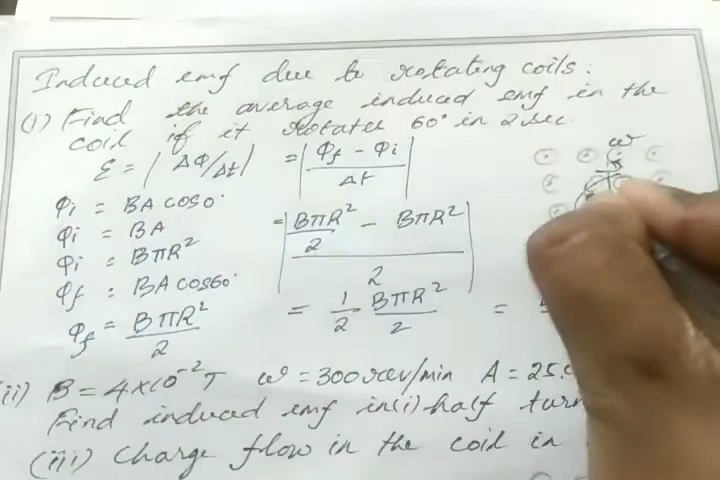 Induced emf due to rotating coils:
(i) Find the average induced emf in the
coil if it rotates 60° in 2 sec
ε = | Δφ/Δt | = | φf - φi / Δt |
ω
φi = BA cos0°
φi = BA
φi = BπR²
φf = BA cos60°
φf = BπR²/2
= | BπR²/2 - BπR² / 2 |
= 1/2 BπR²/2 =
(ii) B = 4×10⁻² T ω = 300 rev/min A = 25
Find induced emf in (i) half turn
(iii) Charge flow in the coil in